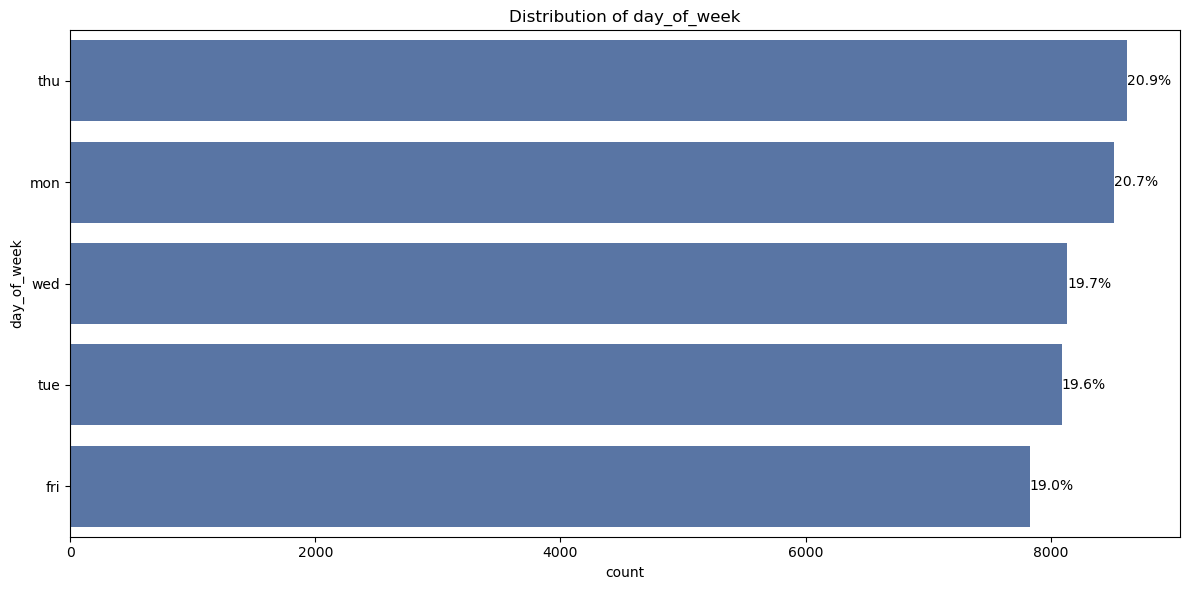 Distribution of day_of_week
day_of_week
thu
20.9%
mon
20.7%
wed
19.7%
tue
19.6%
fri
19.0%
0 2000 4000 6000 8000
count